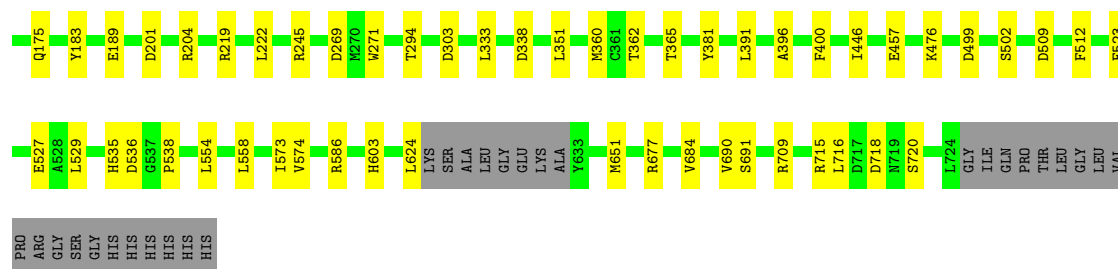 Q175 Y183 E189 D201 R204 R219 L222 R245 D269 M270 W271 T294 D303 L333 D338 L351 M360 C361 T362 T365 Y381 L391 A396 F400 I446 E457 K476 D499 S502 D509 F512
E527 A528 L529 H535 D536 G537 P538 L554 L558 I573 V574 R586 H603 L624 LYS SER ALA LEU GLY GLU LYS ALA Y633 M651 R677 V684 V690 S691 R709 R715 L716 D717 D718 N719 S720 L724 GLY ILE GLN PRO THR LEU GLY LEU VAL
PRO ARG GLY SER GLY HIS HIS HIS HIS HIS HIS